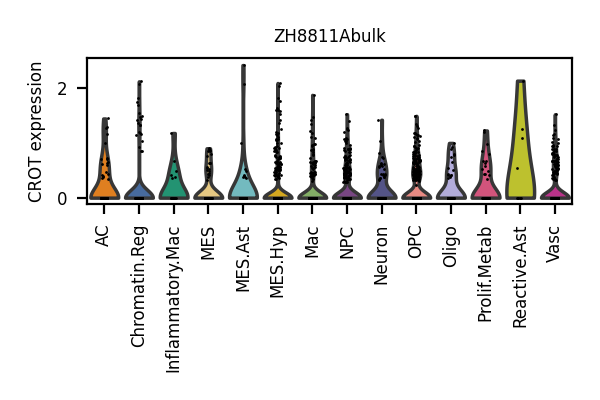 ZH8811Abulk
CROT expression
2
0
AC
Chromatin.Reg
Inflammatory.Mac
MES
MES.Ast
MES.Hyp
Mac
NPC
Neuron
OPC
Oligo
Prolif.Metab
Reactive.Ast
Vasc